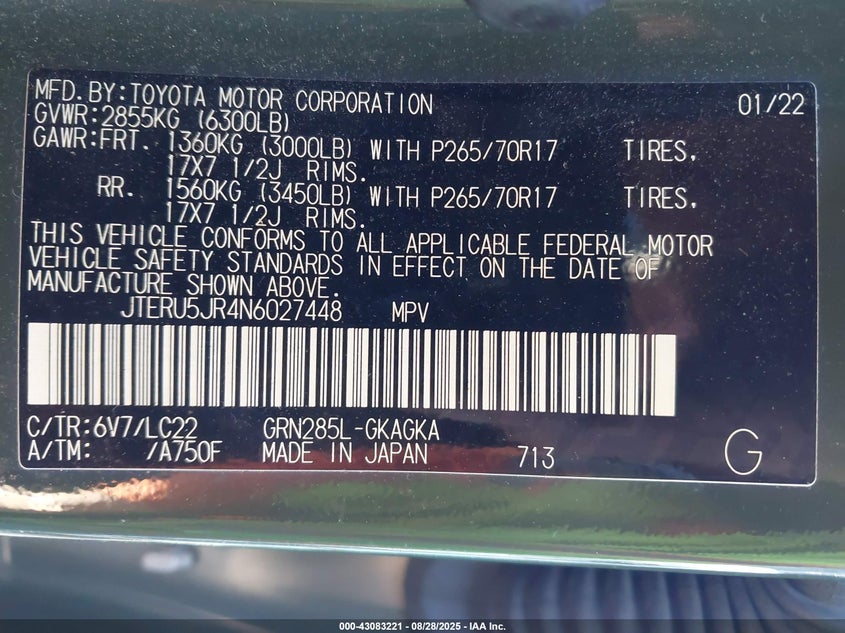 MFD.BY:TOYOTA MOTOR CORPORATION 01/22
GVWR:2855KG (6300LB)
GAWR:FRT. 1360KG (3000LB) WITH P265/70R17 TIRES,
17X7 1/2J RIMS.
RR. 1560KG (3450LB) WITH P265/70R17 TIRES,
17X7 1/2J RIMS.
THIS VEHICLE CONFORMS TO ALL APPLICABLE FEDERAL MOTOR
VEHICLE SAFETY STANDARDS IN EFFECT ON THE DATE OF
MANUFACTURE SHOWN ABOVE.
JTERU5JR4N6027448 MPV
C/TR:6V7/LC22 GRN285L-GKAGKA
A/TM: /A750F MADE IN JAPAN 713 G
000-43083221 - 08/28/2025 - IAA Inc.